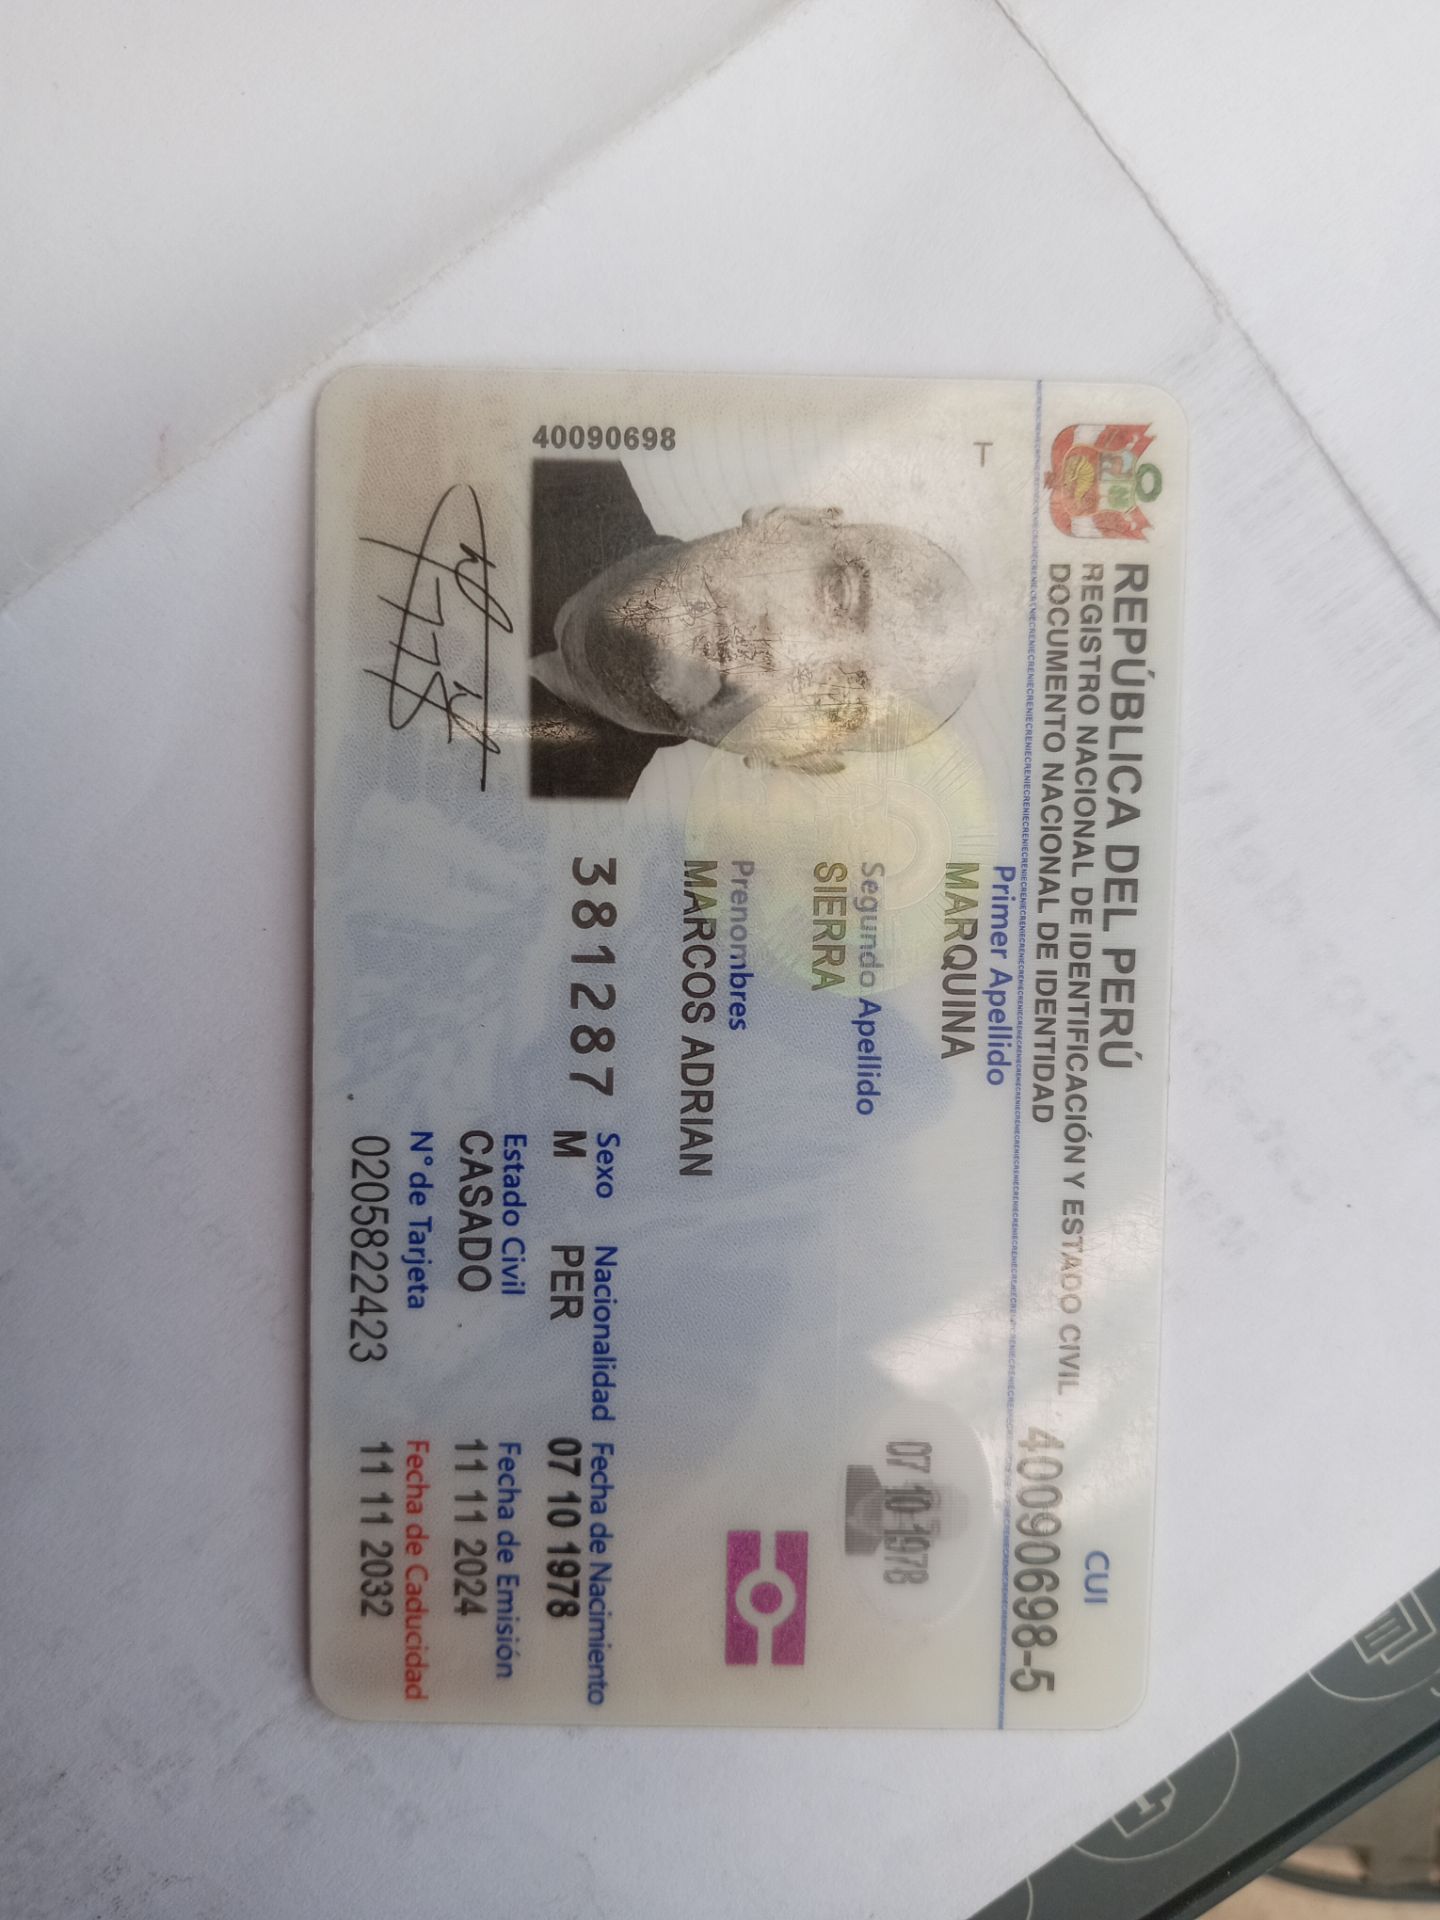 REPÚBLICA DEL PERÚ
REGISTRO NACIONAL DE IDENTIFICACIÓN Y ESTADO CIVIL
DOCUMENTO NACIONAL DE IDENTIDAD
CUI
40090698-5
T
40090698
Primer Apellido
MARQUINA
Segundo Apellido
SIERRA
Prenombres
MARCOS ADRIAN
07 10 1978
381287
Sexo Nacionalidad Fecha de Nacimiento
M PER 07 10 1978
Estado Civil Fecha de Emisión
CASADO 11 11 2024
N° de Tarjeta Fecha de Caducidad
0205822423 11 11 2032